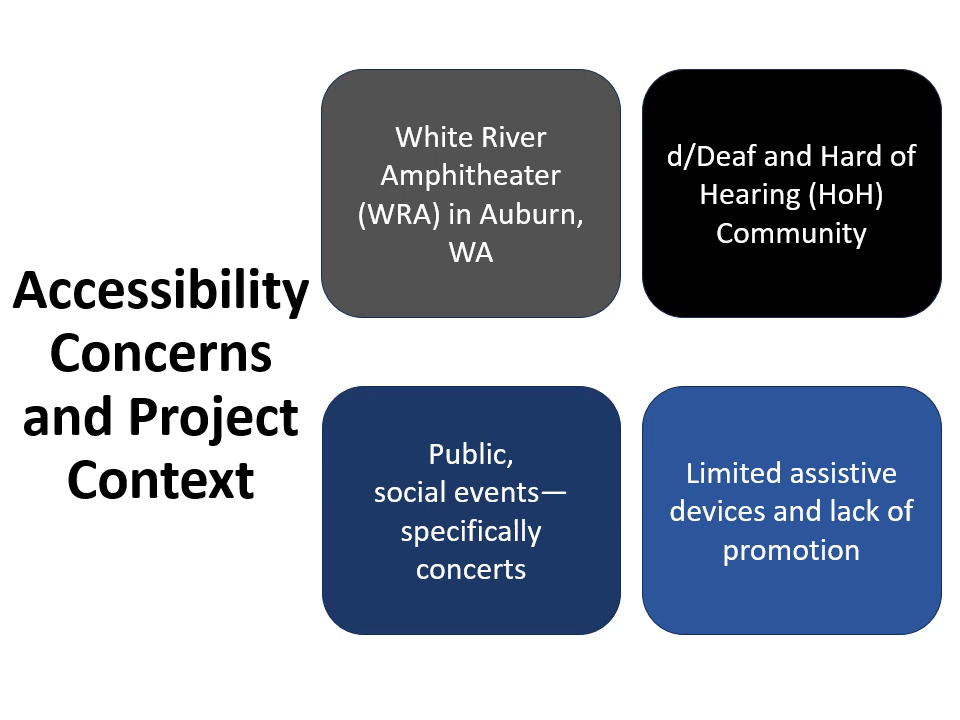 Accessibility
Concerns
and Project
Context
White River
Amphitheater
(WRA) in Auburn,
WA
d/Deaf and Hard of
Hearing (HoH)
Community
Public,
social events—
specifically
concerts
Limited assistive
devices and lack of
promotion